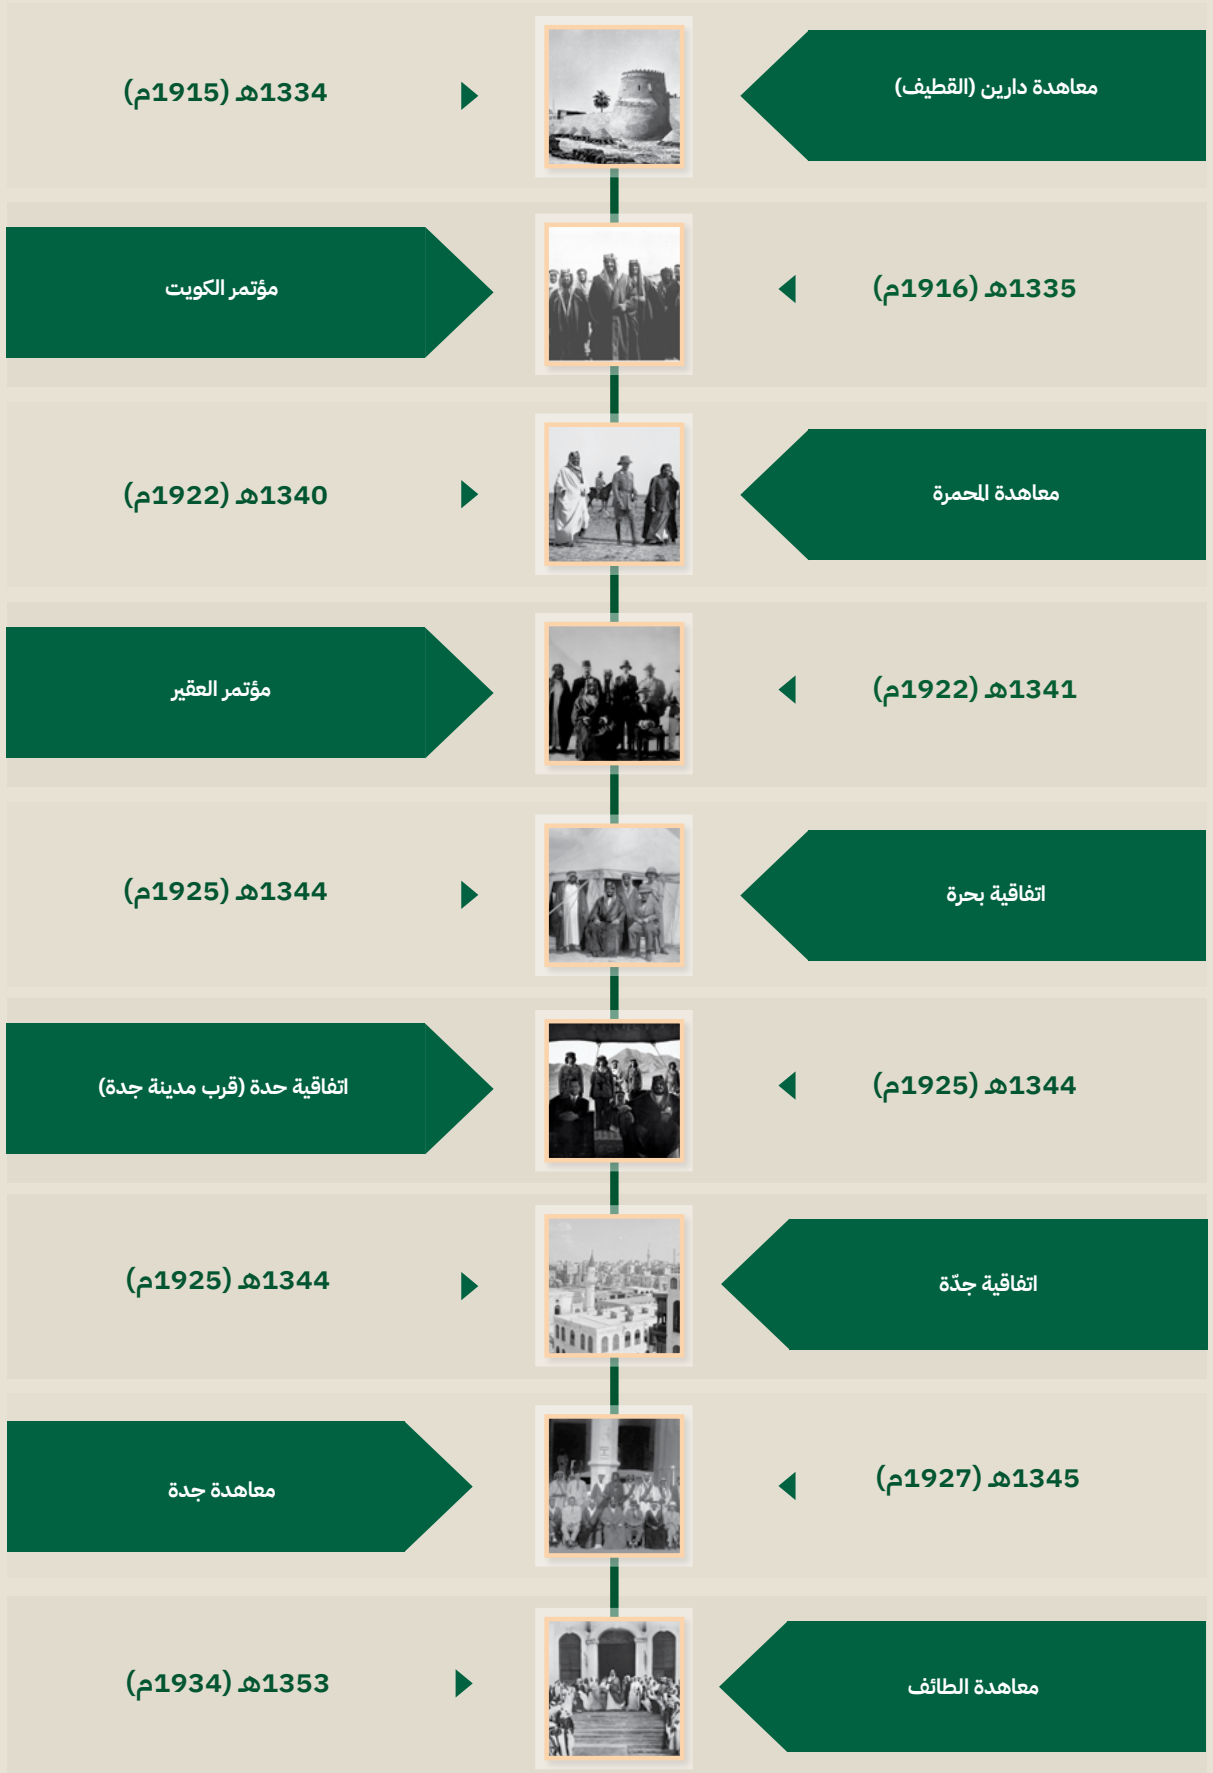 معاهدة دارين (القطيف)
1334هـ (1915م)
1335هـ (1916م)
مؤتمر الكويت
معاهدة المحمرة
1340هـ (1922م)
1341هـ (1922م)
مؤتمر العقير
اتفاقية بحرة
1344هـ (1925م)
1344هـ (1925م)
اتفاقية حدة (قرب مدينة جدة)
اتفاقية جدّة
1344هـ (1925م)
1345هـ (1927م)
معاهدة جدة
معاهدة الطائف
1353هـ (1934م)